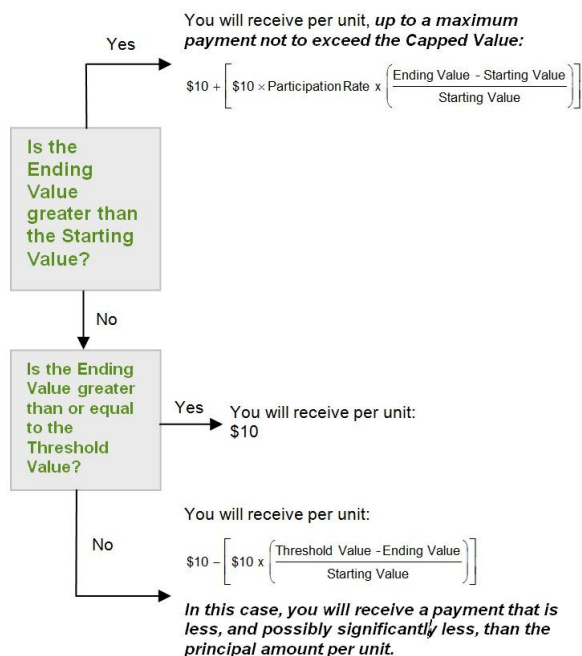 You will receive per unit, up to a maximum
payment not to exceed the Capped Value:
Yes
$10 + [ $10 × Participation Rate x ( Ending Value - Starting Value / Starting Value ) ]
Is the
Ending
Value
greater than
the Starting
Value?
No
Is the Ending
Value greater
than or equal
to the
Threshold
Value?
Yes
You will receive per unit:
$10
You will receive per unit:
No
$10 − [ $10 x ( Threshold Value - Ending Value / Starting Value ) ]
In this case, you will receive a payment that is
less, and possibly significantly less, than the
principal amount per unit.